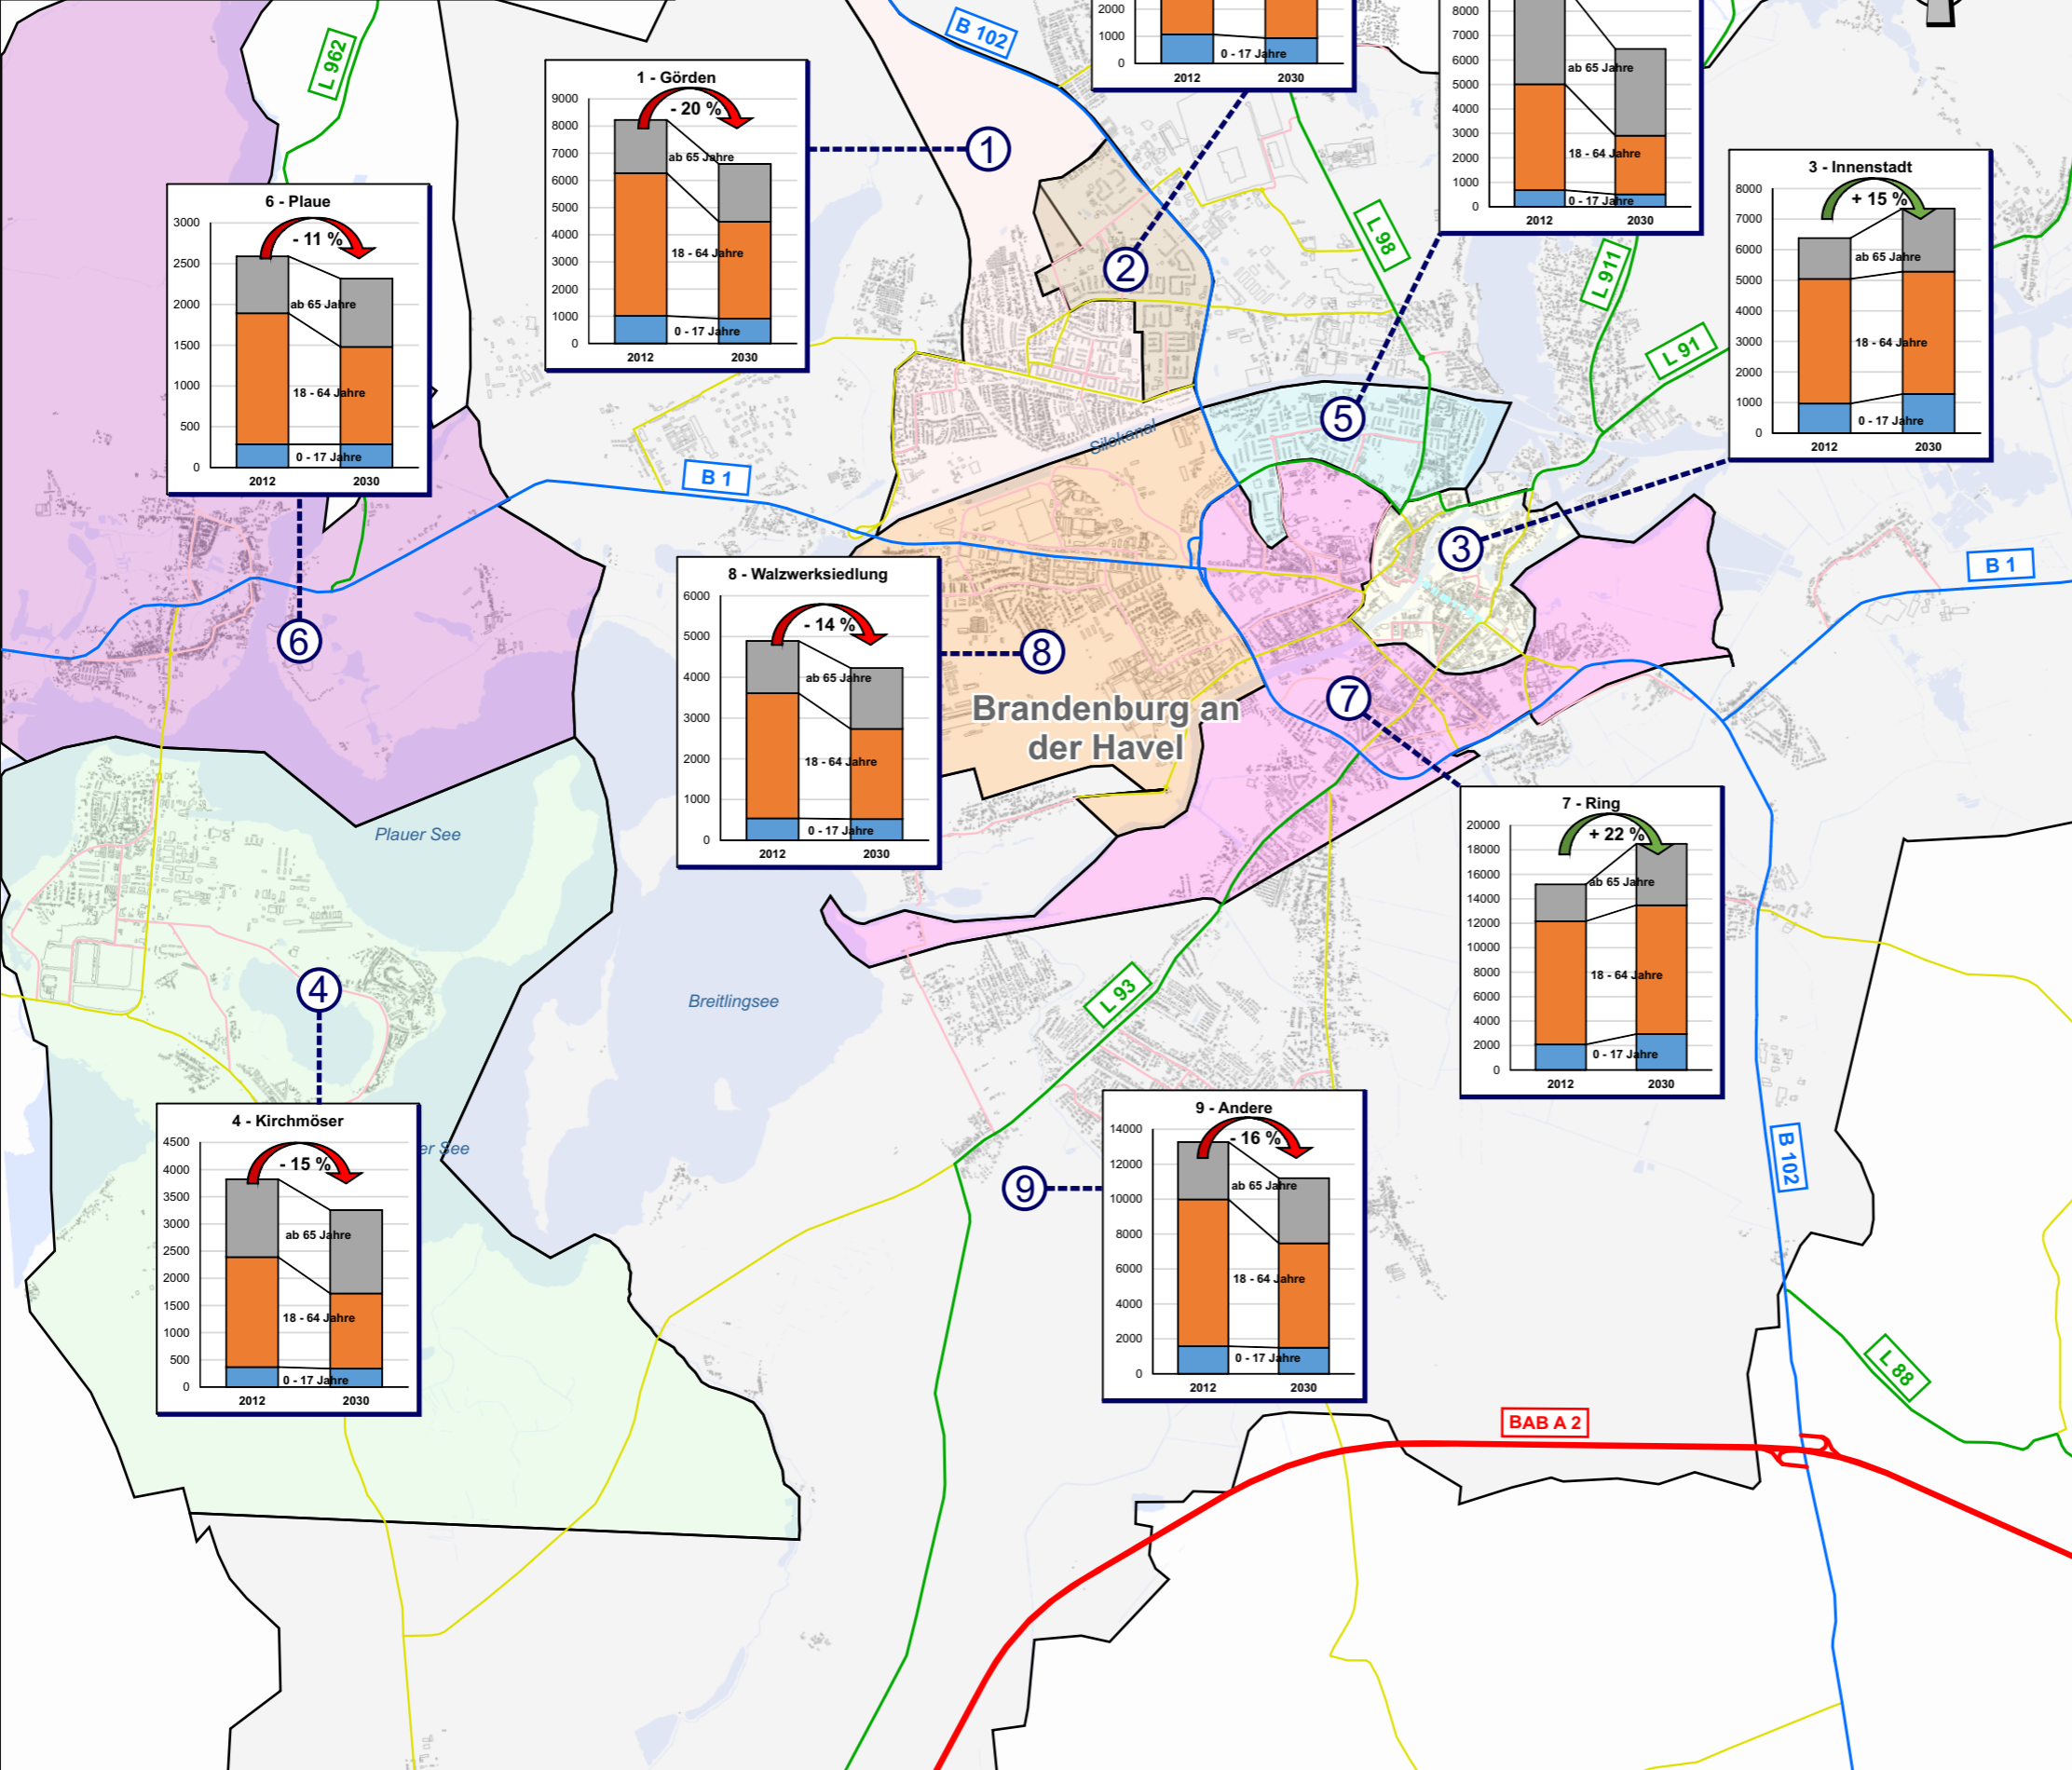 2000
1000
0
0 - 17 Jahre
2012
2030
8000
7000
6000
5000
4000
3000
2000
1000
0
ab 65 Jahre
18 - 64 Jahre
0 - 17 Jahre
2012
2030
L 962
B 102
1 - Görden
- 20 %
9000
8000
7000
6000
5000
4000
3000
2000
1000
0
ab 65 Jahre
18 - 64 Jahre
0 - 17 Jahre
2012
2030
1
2
L 98
L 911
L 91
3 - Innenstadt
+ 15 %
8000
7000
6000
5000
4000
3000
2000
1000
0
ab 65 Jahre
18 - 64 Jahre
0 - 17 Jahre
2012
2030
6 - Plaue
- 11 %
3000
2500
2000
1500
1000
500
0
ab 65 Jahre
18 - 64 Jahre
0 - 17 Jahre
2012
2030
5
Silokanal
B 1
3
B 1
6
8 - Walzwerksiedlung
- 14 %
6000
5000
4000
3000
2000
1000
0
ab 65 Jahre
18 - 64 Jahre
0 - 17 Jahre
2012
2030
8
7
Brandenburg an
der Havel
Plauer See
7 - Ring
+ 22 %
20000
18000
16000
14000
12000
10000
8000
6000
4000
2000
0
ab 65 Jahre
18 - 64 Jahre
0 - 17 Jahre
2012
2030
4
Breitlingsee
L 93
4 - Kirchmöser
- 15 %
4500
4000
3500
3000
2500
2000
1500
1000
500
0
ab 65 Jahre
18 - 64 Jahre
0 - 17 Jahre
2012
2030
er See
9
9 - Andere
- 16 %
14000
12000
10000
8000
6000
4000
2000
0
ab 65 Jahre
18 - 64 Jahre
0 - 17 Jahre
2012
2030
B 102
L 88
BAB A 2